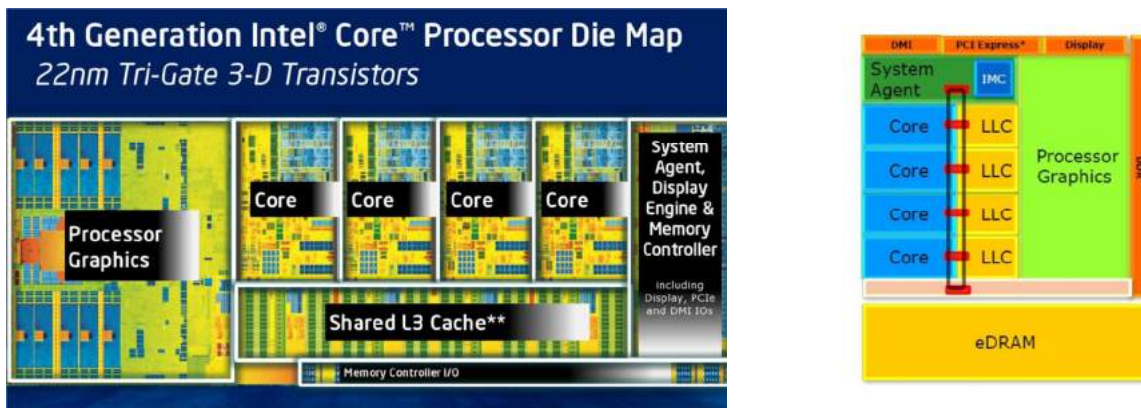 4th Generation Intel® Core™ Processor Die Map
22nm Tri-Gate 3-D Transistors
Processor
Graphics
Core
Core
Core
Core
System
Agent,
Display
Engine &
Memory
Controller
including
Display, PCIe
and DMI IOs
Shared L3 Cache**
Memory Controller I/O
DMI
PCI Express*
Display
System
Agent
IMC
Core
LLC
Core
LLC
Core
LLC
Core
LLC
Processor
Graphics
eDRAM